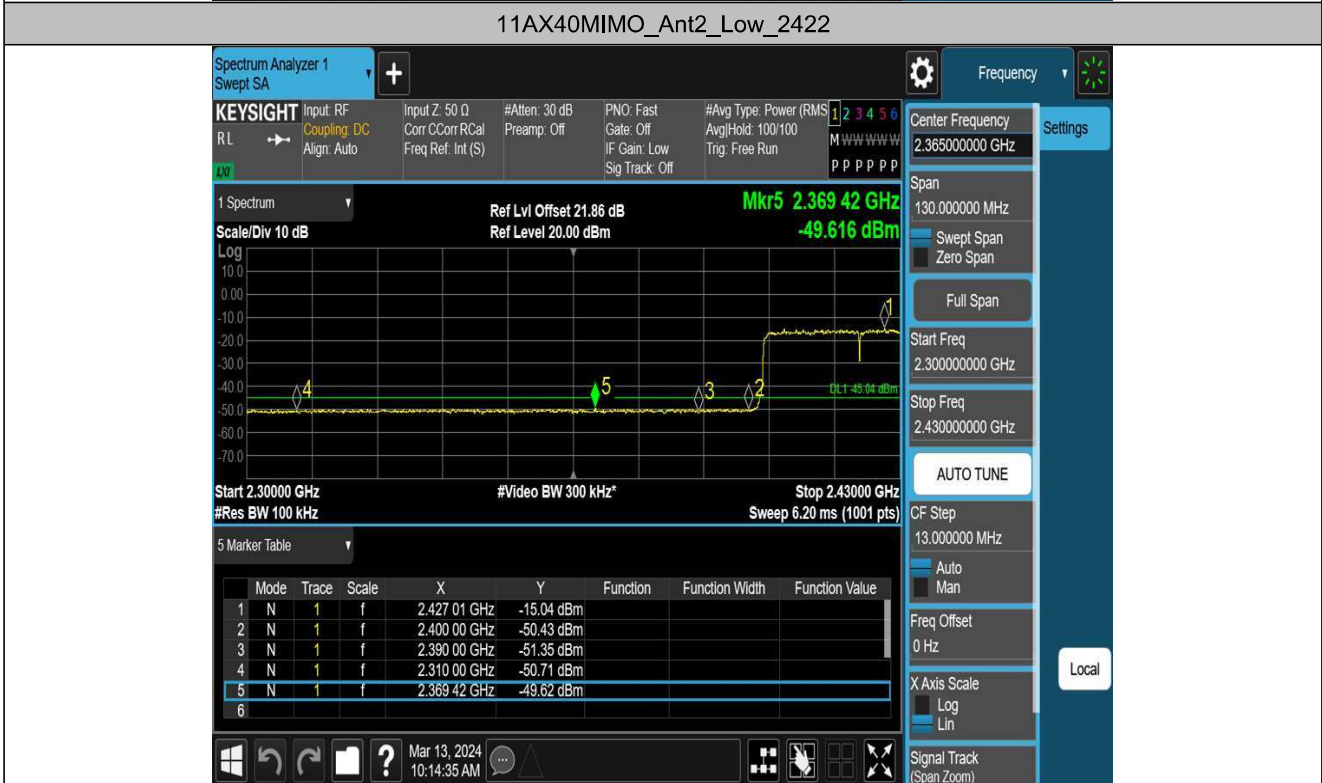 11AX40MIMO_Ant2_Low_2422
Spectrum Analyzer 1
Swept SA
+
Frequency
KEYSIGHT
RL
LXI
Input: RF
Coupling: DC
Align: Auto
Input Z: 50 Ω
Corr CCorr RCal
Freq Ref: Int (S)
#Atten: 30 dB
Preamp: Off
PNO: Fast
Gate: Off
IF Gain: Low
Sig Track: Off
#Avg Type: Power (RMS
Avg|Hold: 100/100
Trig: Free Run
1 2 3 4 5 6
M W W W W W
P P P P P P
Center Frequency
2.365000000 GHz
Settings
1 Spectrum
Scale/Div 10 dB
Ref Lvl Offset 21.86 dB
Ref Level 20.00 dBm
Mkr5 2.369 42 GHz
-49.616 dBm
Span
130.000000 MHz
Swept Span
Zero Span
Full Span
Start Freq
2.300000000 GHz
Stop Freq
2.430000000 GHz
AUTO TUNE
CF Step
13.000000 MHz
Auto
Man
Freq Offset
0 Hz
X Axis Scale
Log
Lin
Signal Track
(Span Zoom)
Local
Log
10.0
0.00
-10.0
-20.0
-30.0
-40.0
-50.0
-60.0
-70.0
1
4
5
3
2
DL1 -45.04 dBm
Start 2.30000 GHz
#Video BW 300 kHz*
Stop 2.43000 GHz
#Res BW 100 kHz
Sweep 6.20 ms (1001 pts)
5 Marker Table
Mode Trace Scale X Y Function Function Width Function Value
1 N 1 f 2.427 01 GHz -15.04 dBm
2 N 1 f 2.400 00 GHz -50.43 dBm
3 N 1 f 2.390 00 GHz -51.35 dBm
4 N 1 f 2.310 00 GHz -50.71 dBm
5 N 1 f 2.369 42 GHz -49.62 dBm
6
?
Mar 13, 2024
10:14:35 AM